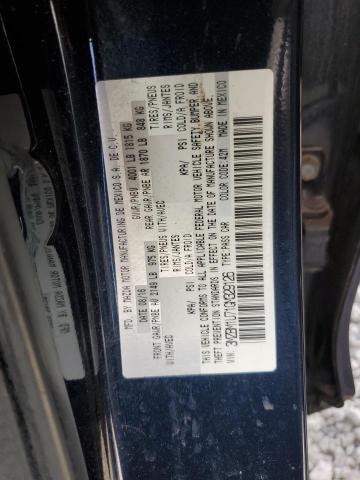 MFD. BY MAZDA MOTOR MANUFACTURING DE MEXICO S.A. DE C.V.
DATE: 08/16 GVWR/PNBV 4001 LB 1815 KG
FRONT GAWR/PNBE AV 2149 LB 975 KG REAR GAWR/PNBE AR 1870 LB 848 KG
WITH/AVEC TIRES/PNEUS WITH/AVEC TIRES/PNEUS
RIMS/JANTES RIMS/JANTES
KPA/ PSI COLD/A FROID KPA/ PSI COLD/A FROID
THIS VEHICLE CONFORMS TO ALL APPLICABLE FEDERAL MOTOR VEHICLE SAFETY, BUMPER, AND
THEFT PREVENTION STANDARDS IN EFFECT ON THE DATE OF MANUFACTURE SHOWN ABOVE.
MADE IN MEXICO
VIN: TYPE: PASS CAR COLOR CODE: 42M